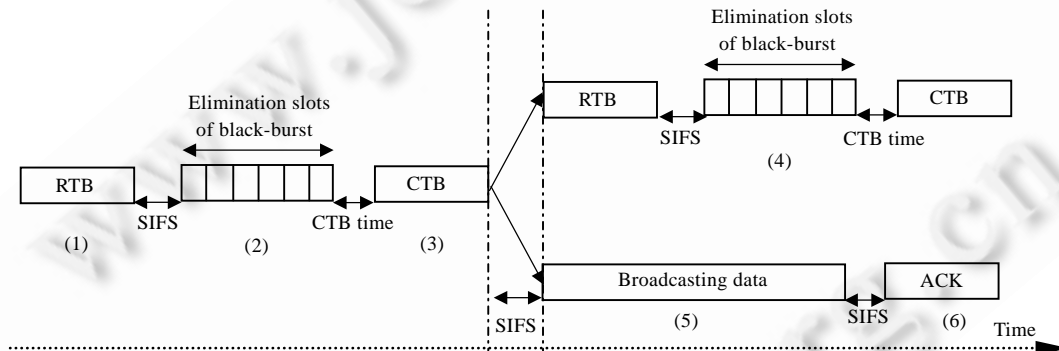 Elimination slots
of black-burst
RTB
CTB
SIFS
CTB time
(4)
Elimination slots
of black-burst
RTB
CTB
SIFS
CTB time
(1)
(2)
(3)
Broadcasting data
ACK
SIFS
SIFS
(5)
(6)
Time